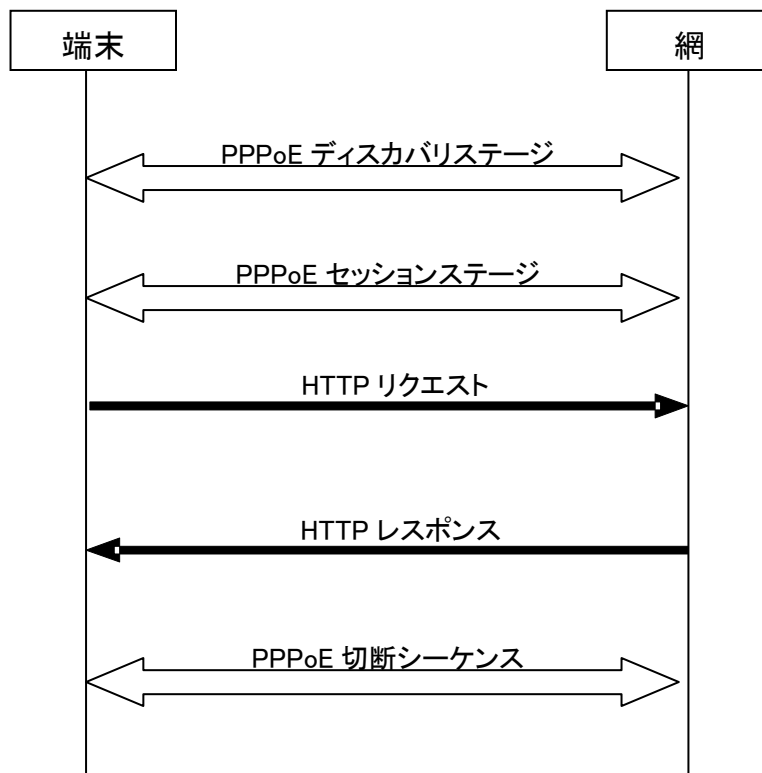 端末
網
PPPoE ディスカバリステージ
PPPoE セッションステージ
HTTP リクエスト
HTTP レスポンス
PPPoE 切断シーケンス